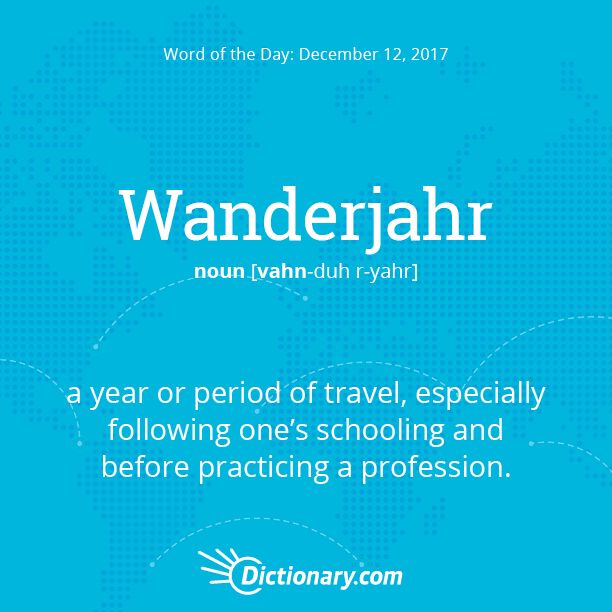 Word of the Day: December 12, 2017
Wanderjahr
noun [vahn-duh r-yahr]
a year or period of travel, especially
following one’s schooling and
before practicing a profession.
Dictionary.com